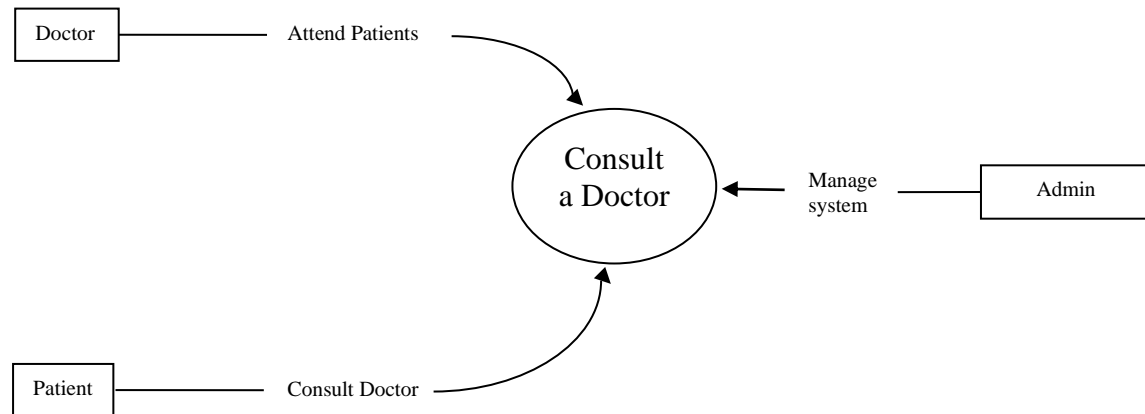 Doctor
Attend Patients
Consult
a Doctor
Manage
system
Admin
Patient
Consult Doctor